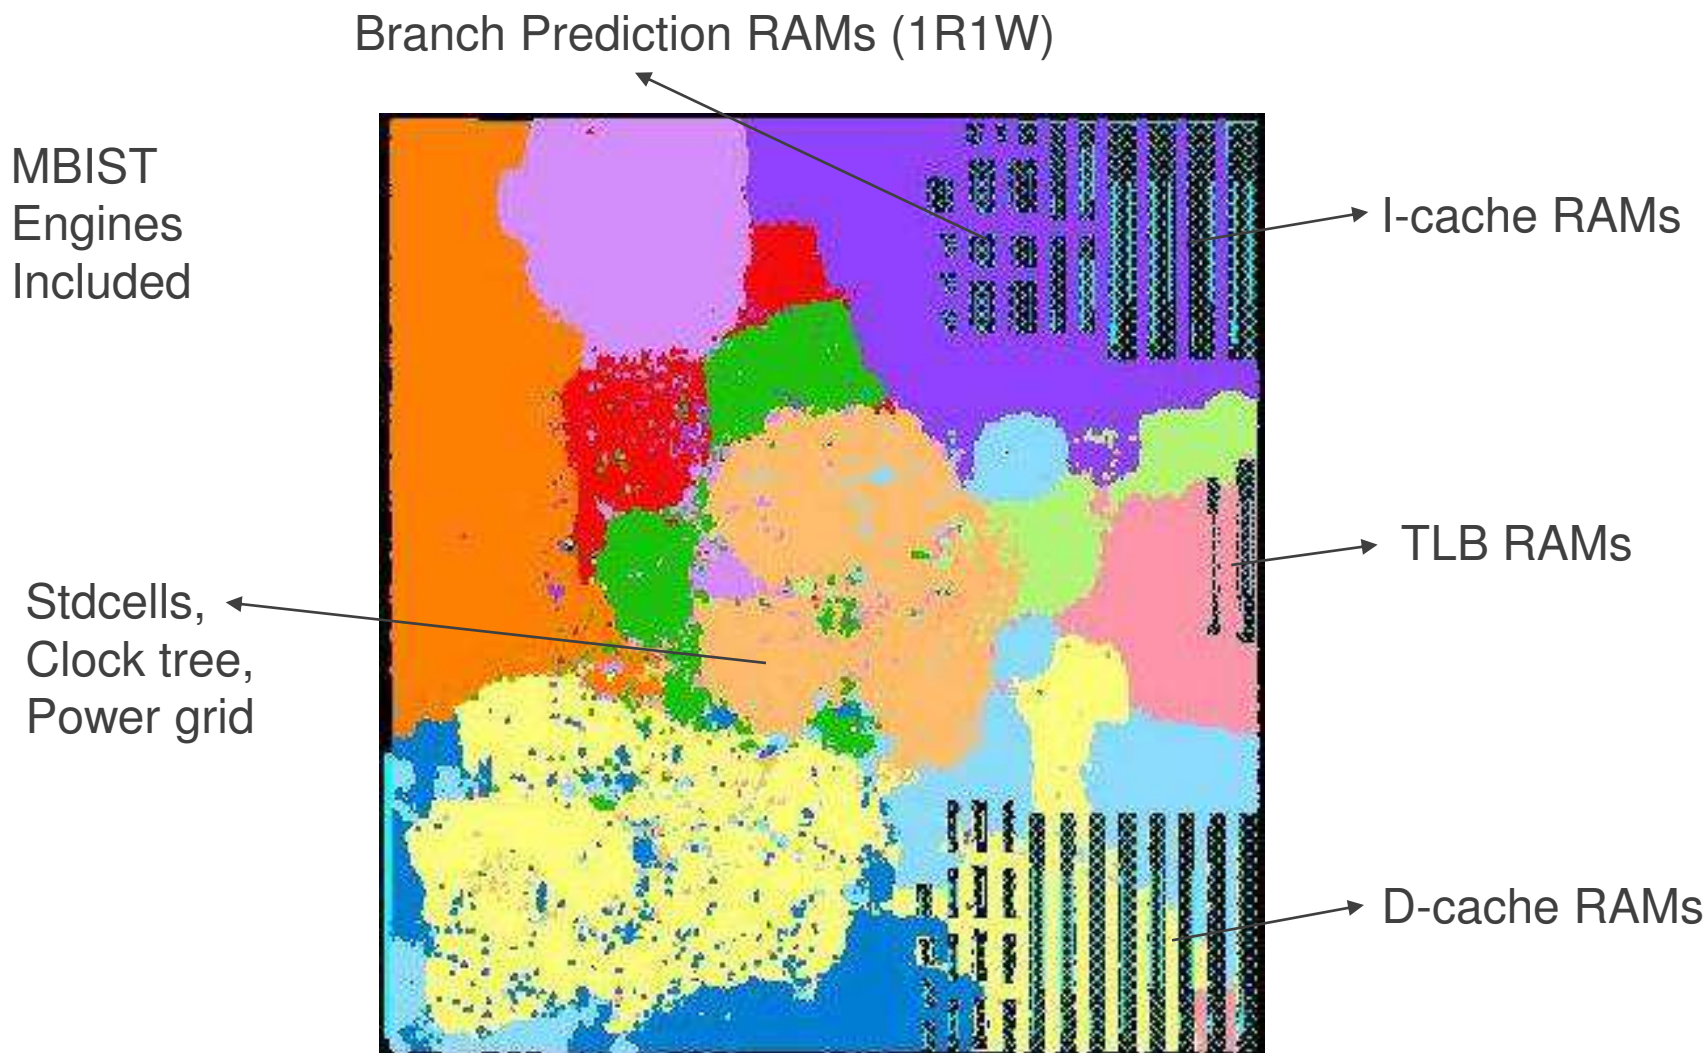 Branch Prediction RAMs (1R1W)
MBIST
Engines
Included
I-cache RAMs
TLB RAMs
Stdcells,
Clock tree,
Power grid
D-cache RAMs